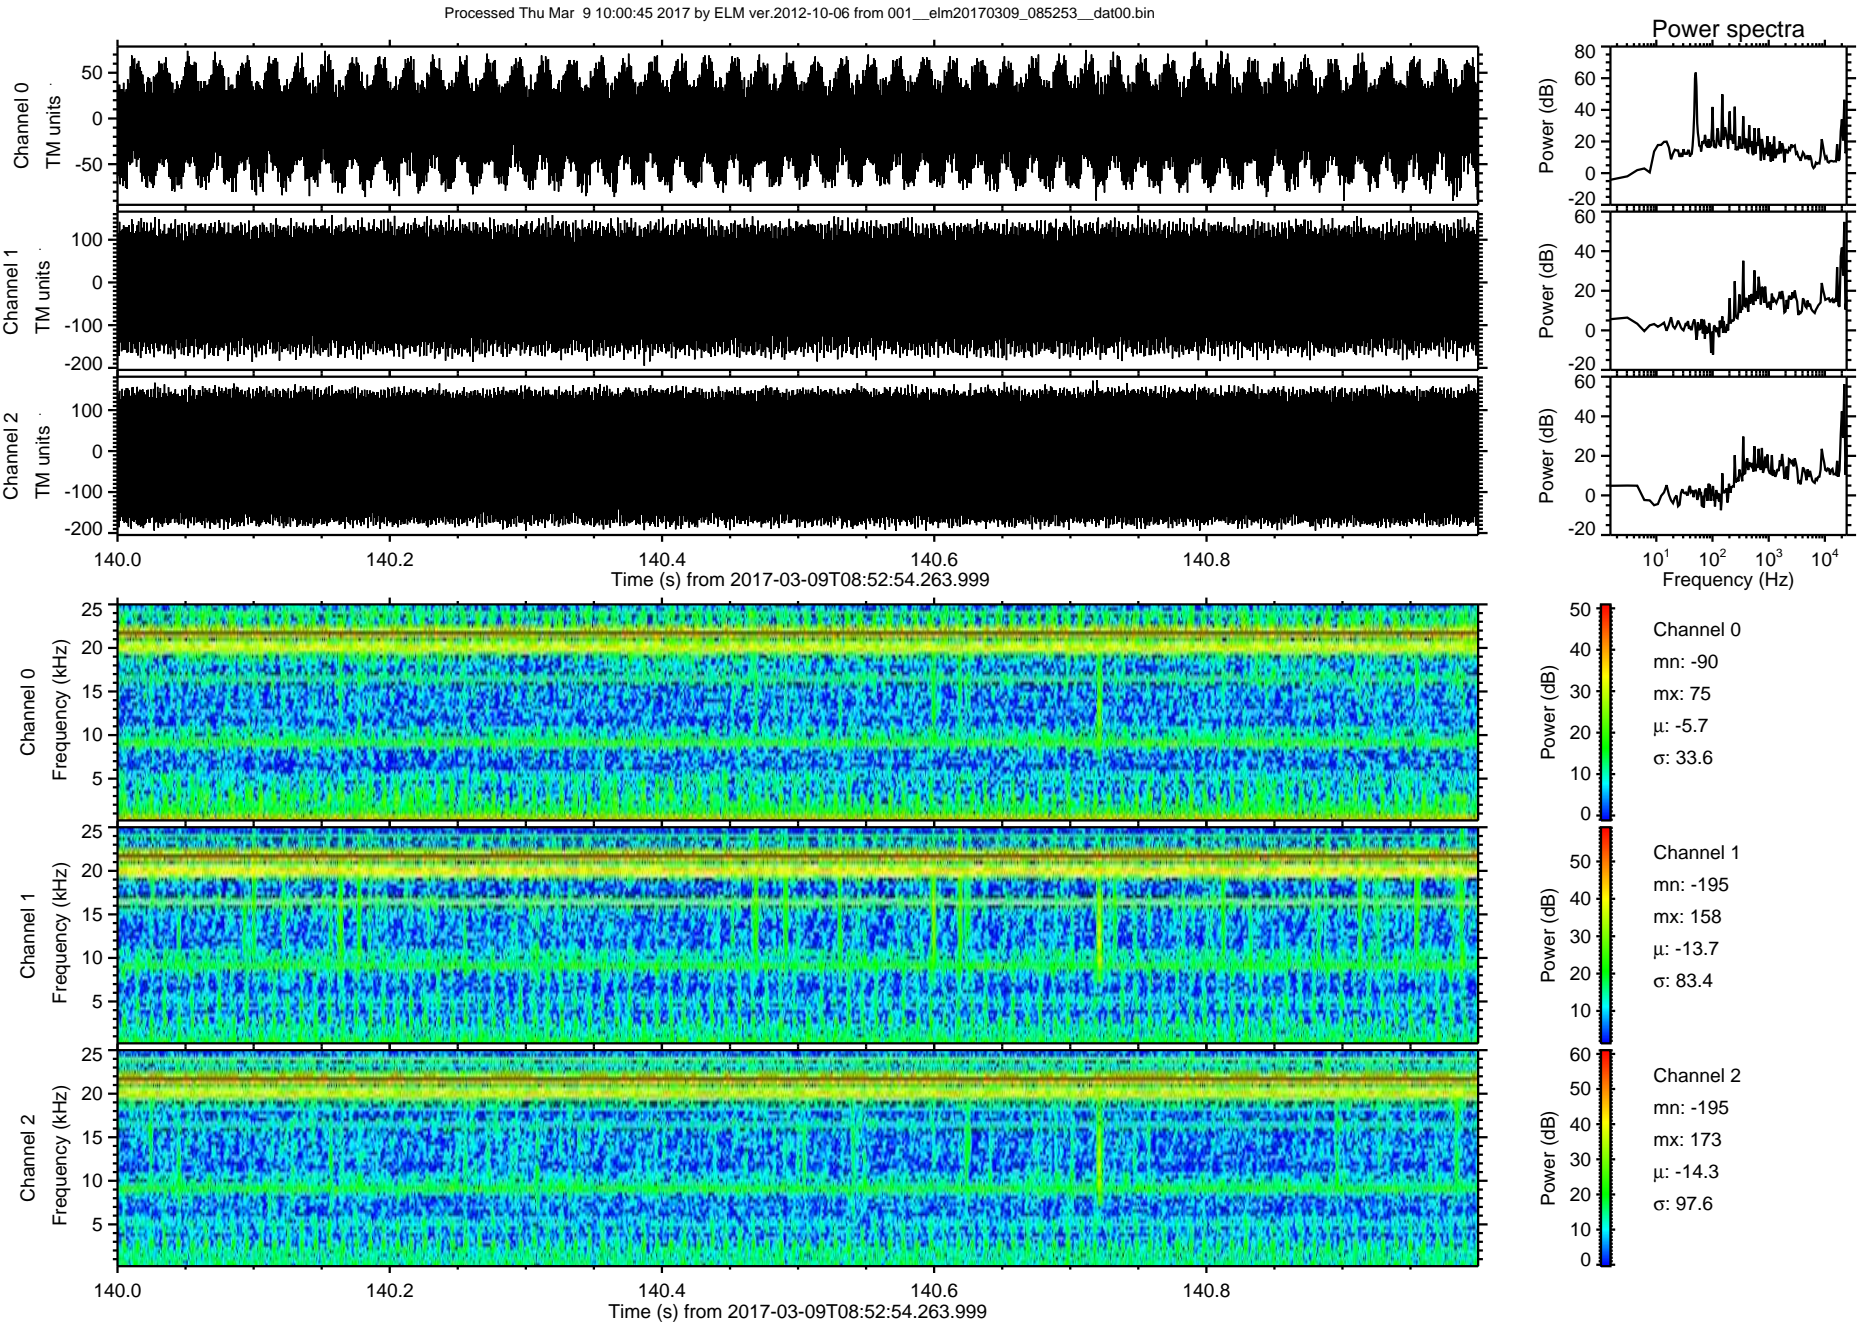 Processed Thu Mar  9 10:00:45 2017 by ELM ver.2012-10-06 from 001__elm20170309_085253__dat00.bin
Power spectra
Channel 0
TM units
50
0
-50
Power (dB)
80
60
40
20
0
-20
Channel 1
TM units
100
0
-100
-200
Power (dB)
60
40
20
0
-20
Channel 2
TM units
100
0
-100
-200
Power (dB)
60
40
20
0
-20
140.0 140.2 140.4 140.6 140.8
Time (s) from 2017-03-09T08:52:54.263.999
10^1 10^2 10^3 10^4
Frequency (Hz)
Channel 0
Frequency (kHz)
25
20
15
10
5
Power (dB)
50
40
30
20
10
0
Channel 0
mn: -90
mx: 75
μ: -5.7
σ: 33.6
Channel 1
Frequency (kHz)
25
20
15
10
5
Power (dB)
50
40
30
20
10
Channel 1
mn: -195
mx: 158
μ: -13.7
σ: 83.4
Channel 2
Frequency (kHz)
25
20
15
10
5
Power (dB)
60
50
40
30
20
10
0
Channel 2
mn: -195
mx: 173
μ: -14.3
σ: 97.6
140.0 140.2 140.4 140.6 140.8
Time (s) from 2017-03-09T08:52:54.263.999